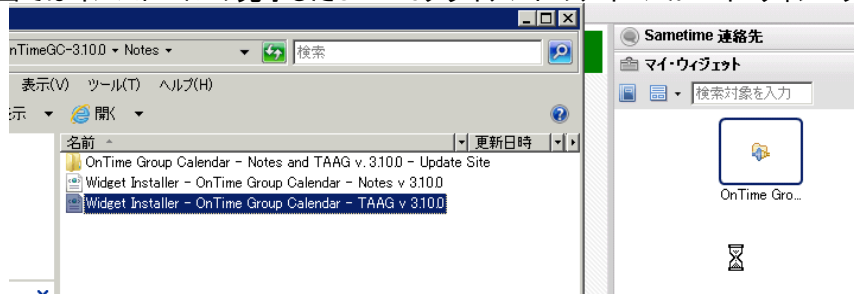 Sametime 連絡先
nTimeGC-3.10.0 ▾ Notes ▾
検索
マイ・ウィジェット
表示(V) ツール(T) ヘルプ(H)
検索対象を入力
示 ▾ 開く ▾
名前
更新日時
OnTime Group Calendar - Notes and TAAG v. 3.10.0 - Update Site
Widget Installer - OnTime Group Calendar - Notes v 3.10.0
Widget Installer - OnTime Group Calendar - TAAG v 3.10.0
OnTime Gro...